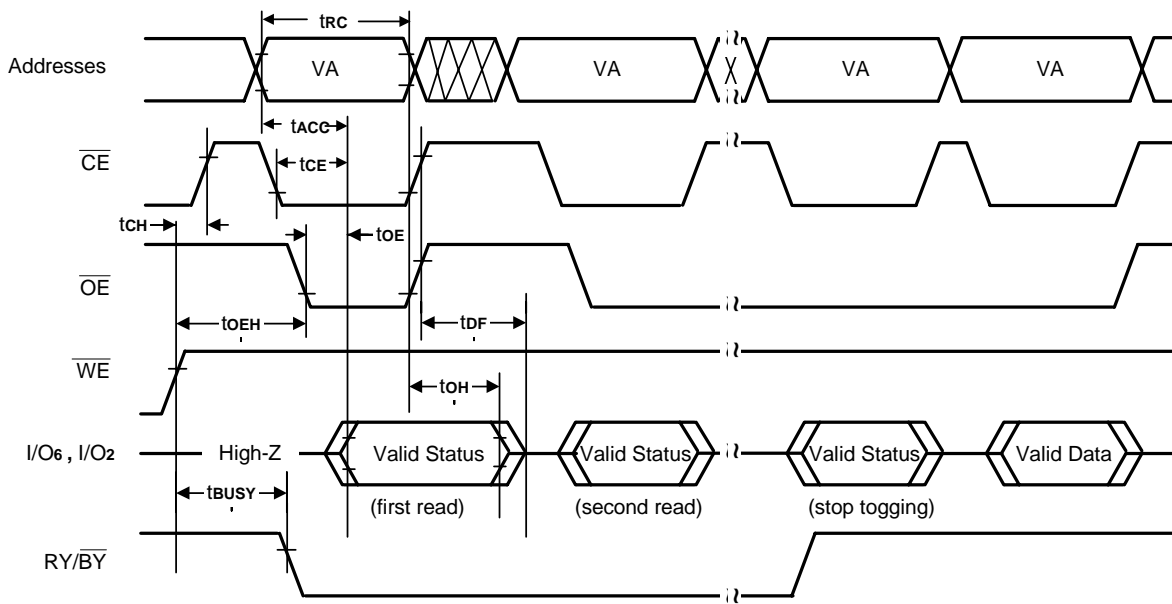 tRC
Addresses
VA
VA
VA
VA
tACC
CE
tCE
tCH
tOE
OE
tOEH
tDF
WE
tOH
I/O6 , I/O2
High-Z
Valid Status
Valid Status
Valid Status
Valid Data
tBUSY
(first read)
(second read)
(stop togging)
RY/BY